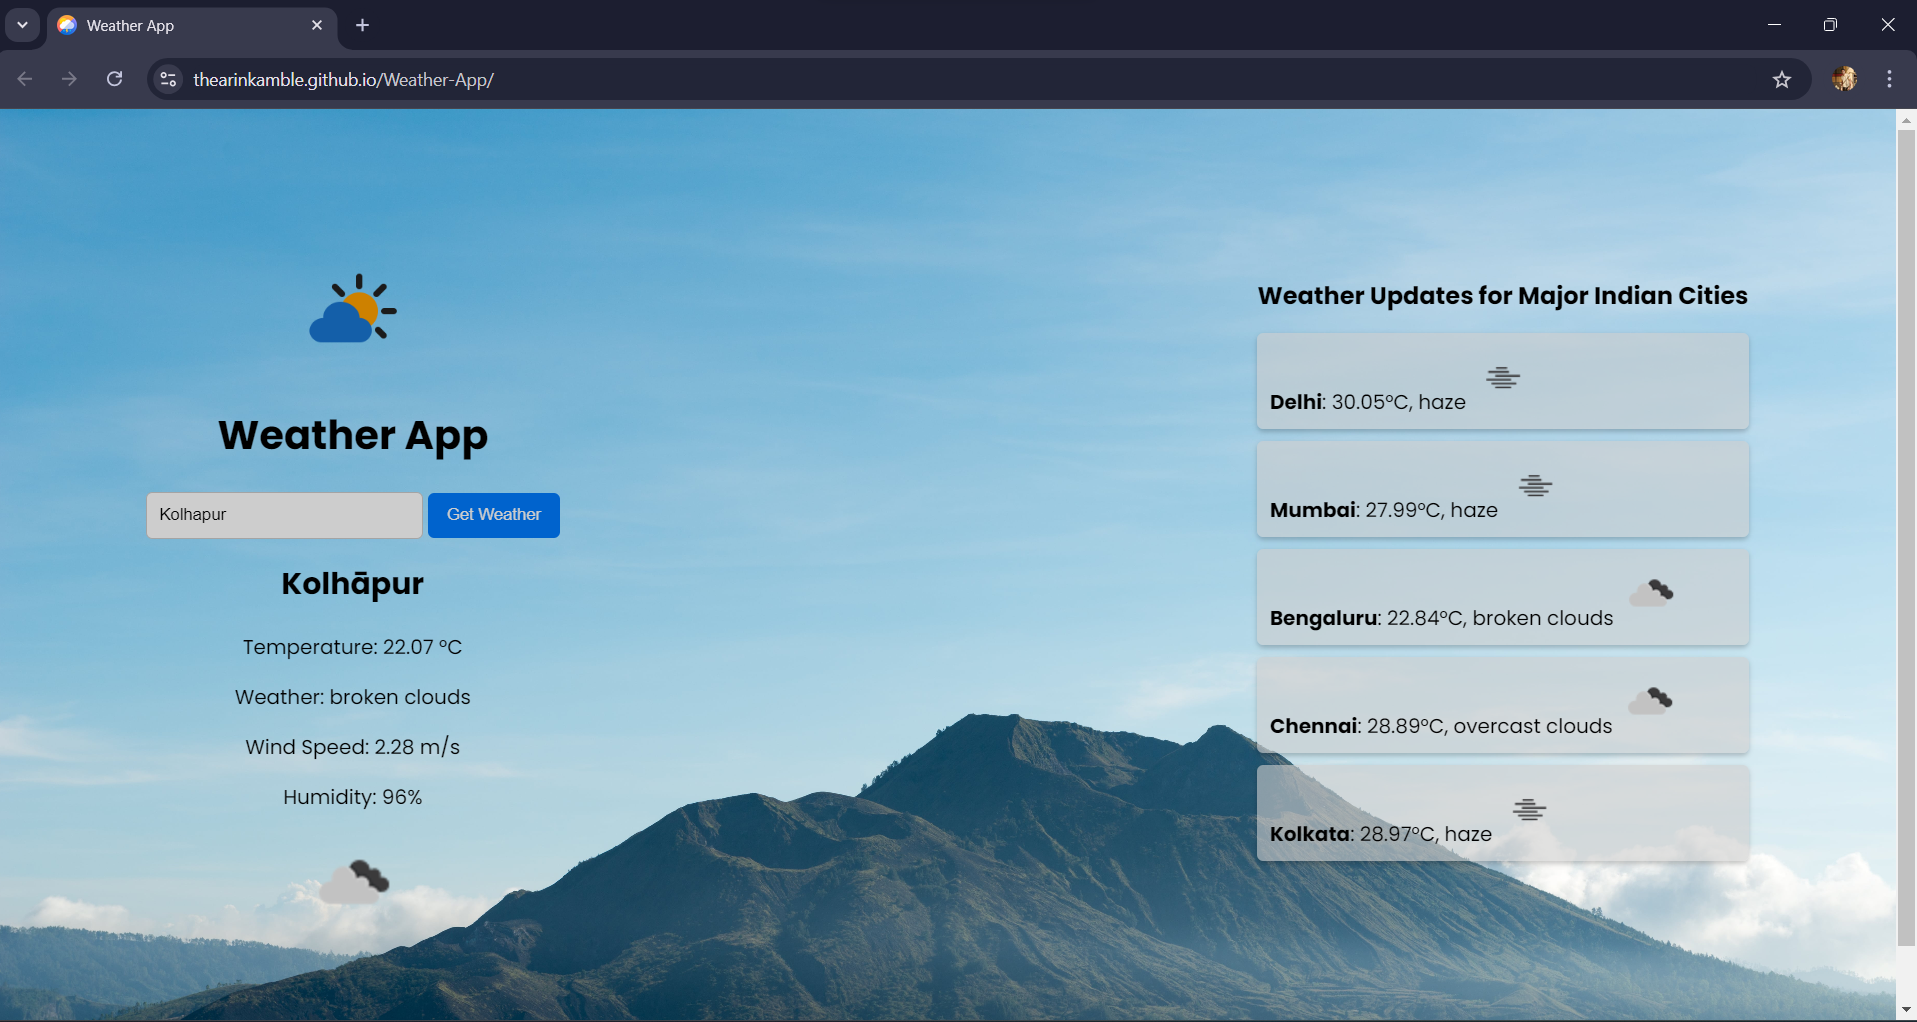 Weather App
thearinkamble.github.io/Weather-App/
Weather App
Kolhapur
Get Weather
Kolhāpur
Temperature: 22.07 °C
Weather: broken clouds
Wind Speed: 2.28 m/s
Humidity: 96%
Weather Updates for Major Indian Cities
Delhi: 30.05°C, haze
Mumbai: 27.99°C, haze
Bengaluru: 22.84°C, broken clouds
Chennai: 28.89°C, overcast clouds
Kolkata: 28.97°C, haze